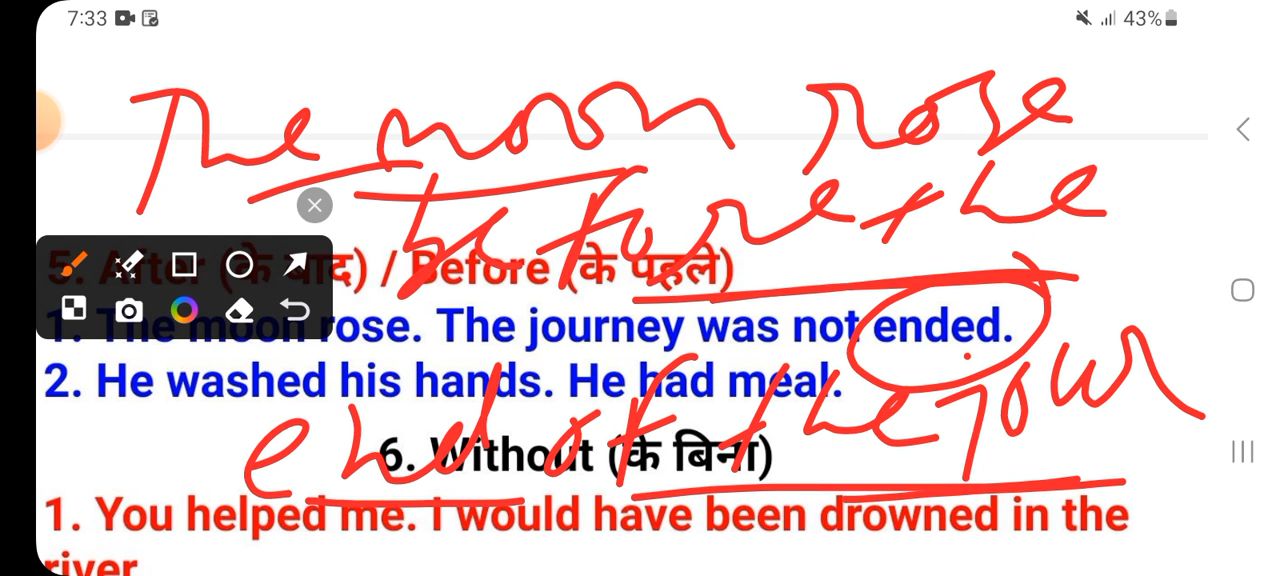 7:33 43%
The moon rose
before the
5. After (के बाद) / Before (के पहले)
1. The moon rose. The journey was not ended.
2. He washed his hands. He had meal.
end of the jour
6. Without (के बिना)
1. You helped me. I would have been drowned in the
river